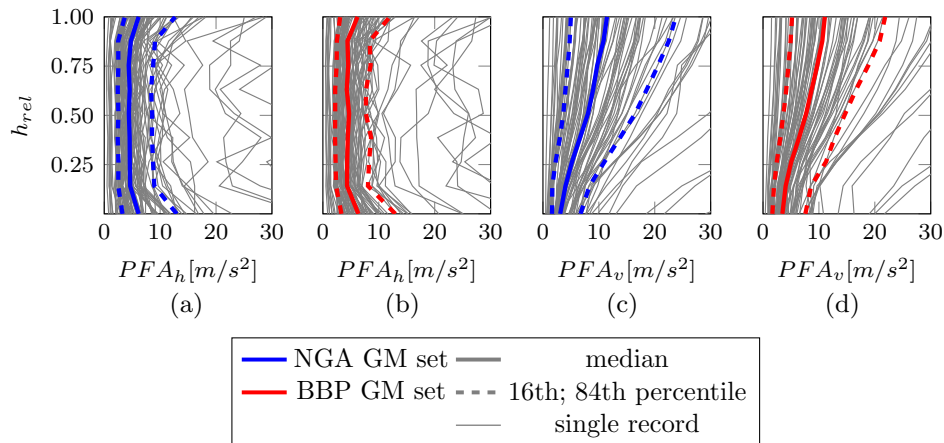 1.00
0.75
0.50
0.25
h_rel
0 10 20 30 0 10 20 30 0 10 20 30 0 10 20 30
PFA_h[m/s²] PFA_h[m/s²] PFA_v[m/s²] PFA_v[m/s²]
(a) (b) (c) (d)
NGA GM set median
BBP GM set 16th; 84th percentile
single record